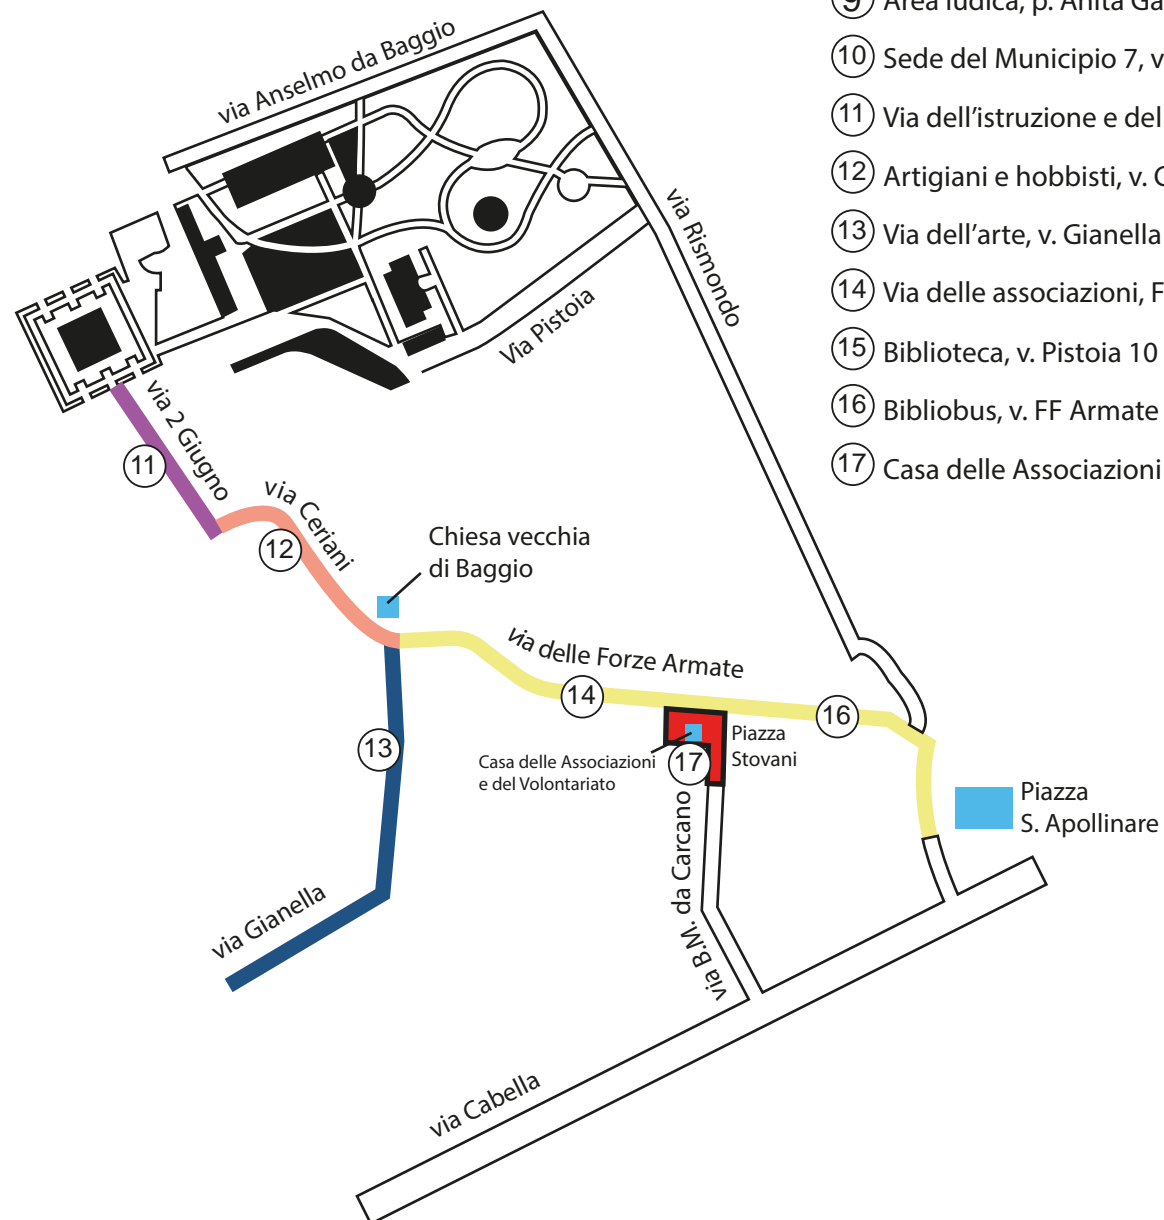 9 Area ludica, p. Anita Ga
10 Sede del Municipio 7, v
11 Via dell'istruzione e del
12 Artigiani e hobbisti, v.
13 Via dell'arte, v. Gianella
14 Via delle associazioni, F
15 Biblioteca, v. Pistoia 10
16 Bibliobus, v. FF Armate
17 Casa delle Associazioni
via Anselmo da Baggio
via Rismondo
Via Pistoia
via 2 Giugno
11
via Ceriani
12
Chiesa vecchia
di Baggio
via delle Forze Armate
14
16
13
Casa delle Associazioni
e del Volontariato
17
Piazza
Stovani
Piazza
S. Apollinare
via Gianella
via B.M. da Carcano
via Cabella